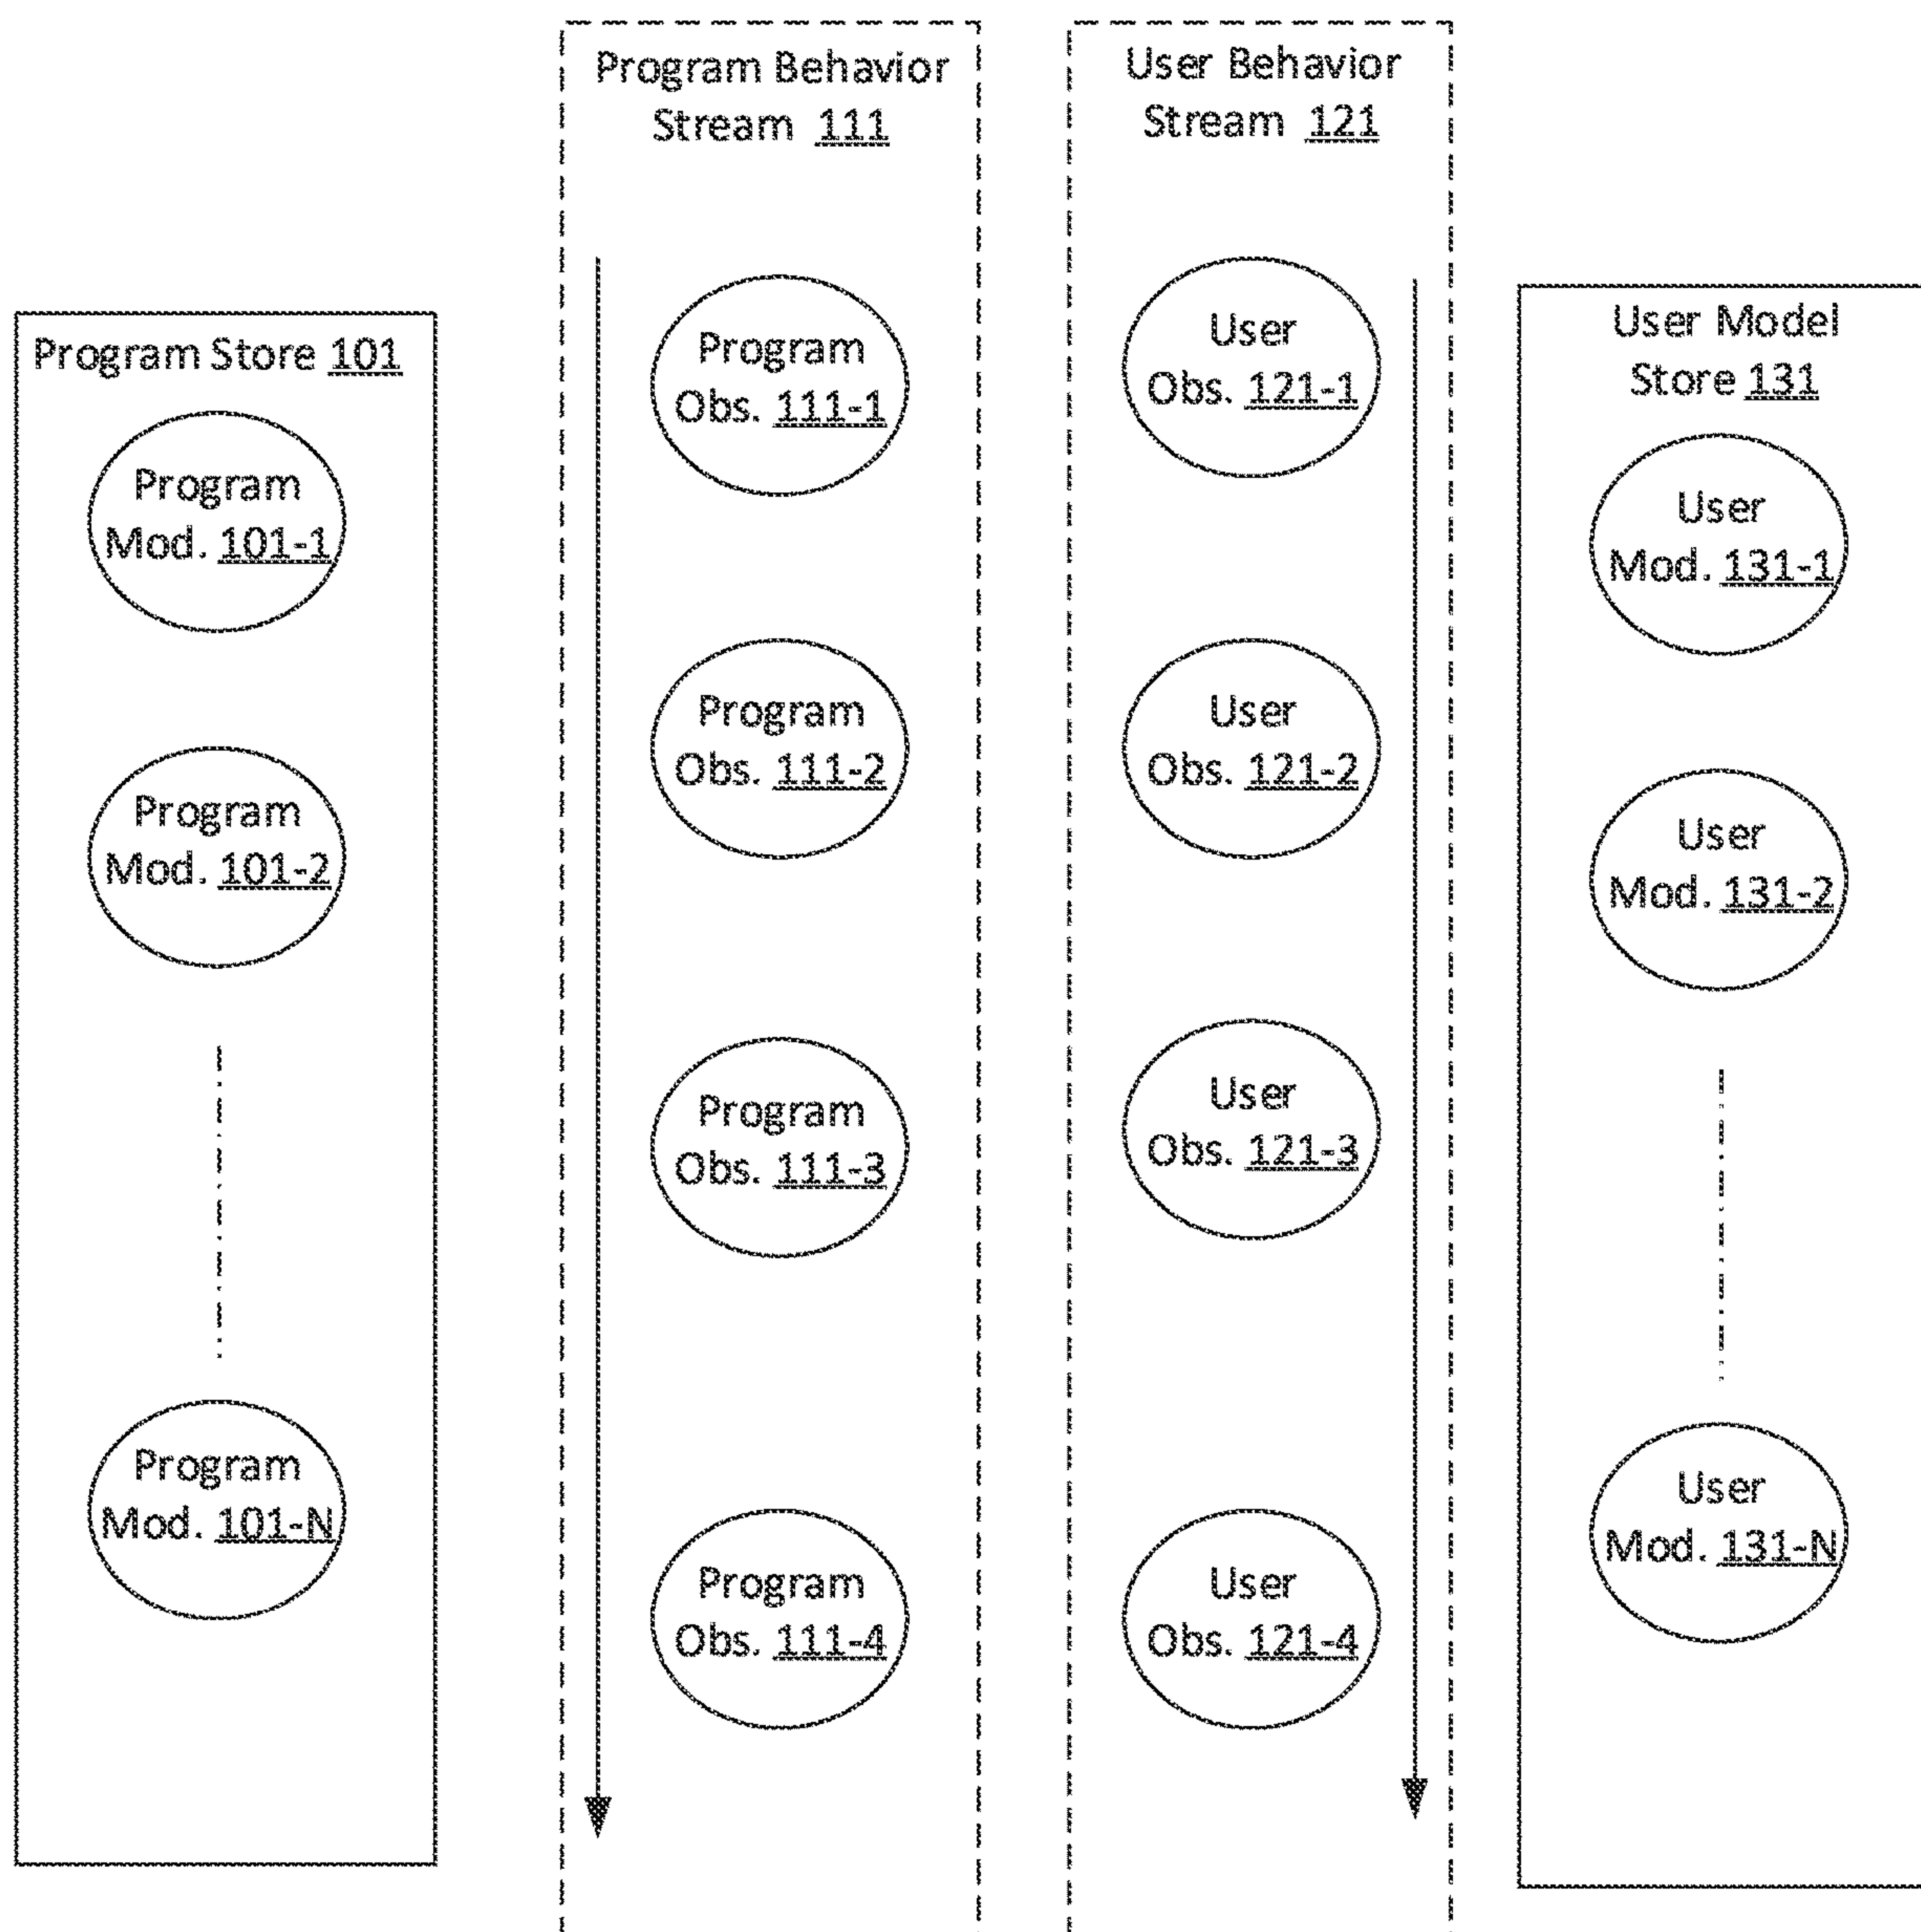 Program Store 101
Program
Mod. 101-1
Program
Mod. 101-2
Program
Mod. 101-N
Program Behavior
Stream 111
Program
Obs. 111-1
Program
Obs. 111-2
Program
Obs. 111-3
Program
Obs. 111-4
User Behavior
Stream 121
User
Obs. 121-1
User
Obs. 121-2
User
Obs. 121-3
User
Obs. 121-4
User Model
Store 131
User
Mod. 131-1
User
Mod. 131-2
User
Mod. 131-N